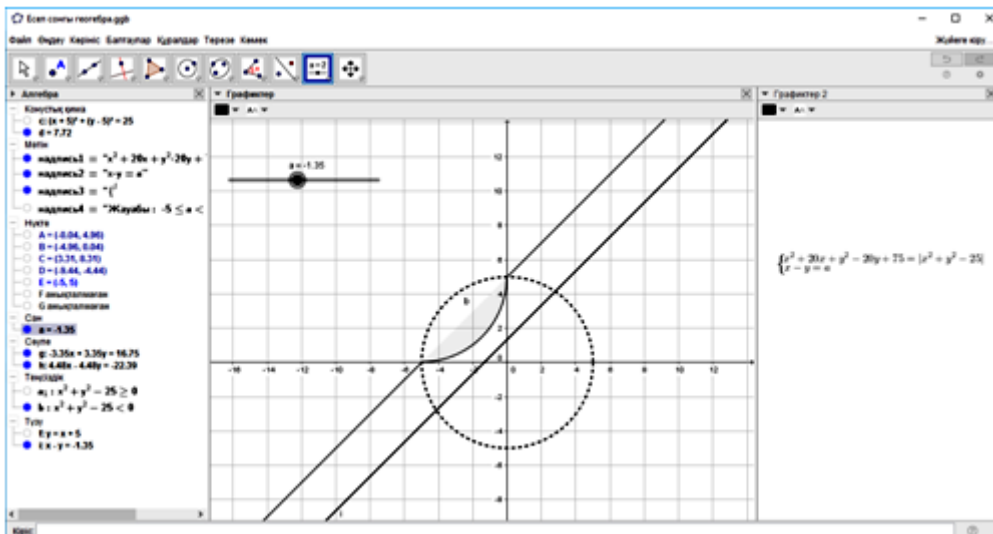 Есеп соңғы геогебра.ggb
Файл Өңдеу Көрініс Баптаулар Құралдар Терезе Көмек
Жүйеге кіру...
a=2
Алгебра
Графиктер
Графиктер 2
Конустық қима
c: (x + 5)² + (y - 5)² = 25
d = 7.72
Мәтін
надпись1 = "x² + 20x + y²-20y +
надпись2 = "x-y = a"
надпись3 = "{"
надпись4 = "Жауабы : -5 ≤ a <
Нүкте
A = (-0.04, 4.96)
B = (-4.96, 0.04)
C = (3.31, 8.31)
D = (-9.44, -4.44)
E = (-5, 5)
F анықталмаған
G анықталмаған
Сан
a = -1.35
Сәуле
g: -3.35x + 3.35y = 16.75
h: 4.48x - 4.48y = -22.39
Теңсіздік
a₁ : x² + y² − 25 ≥ 0
b : x² + y² − 25 < 0
Түзу
f: y = x + 5
i: x - y = -1.35
a = -1.35
b
12
10
8
6
4
2
0
-2
-4
-6
-8
-16 -14 -12 -10 -8 -6 -4 -2 0 2 4 6 8 10 12
{x² + 20x + y² − 20y + 75 = |x² + y² − 25|
x − y = a
Кіріс: